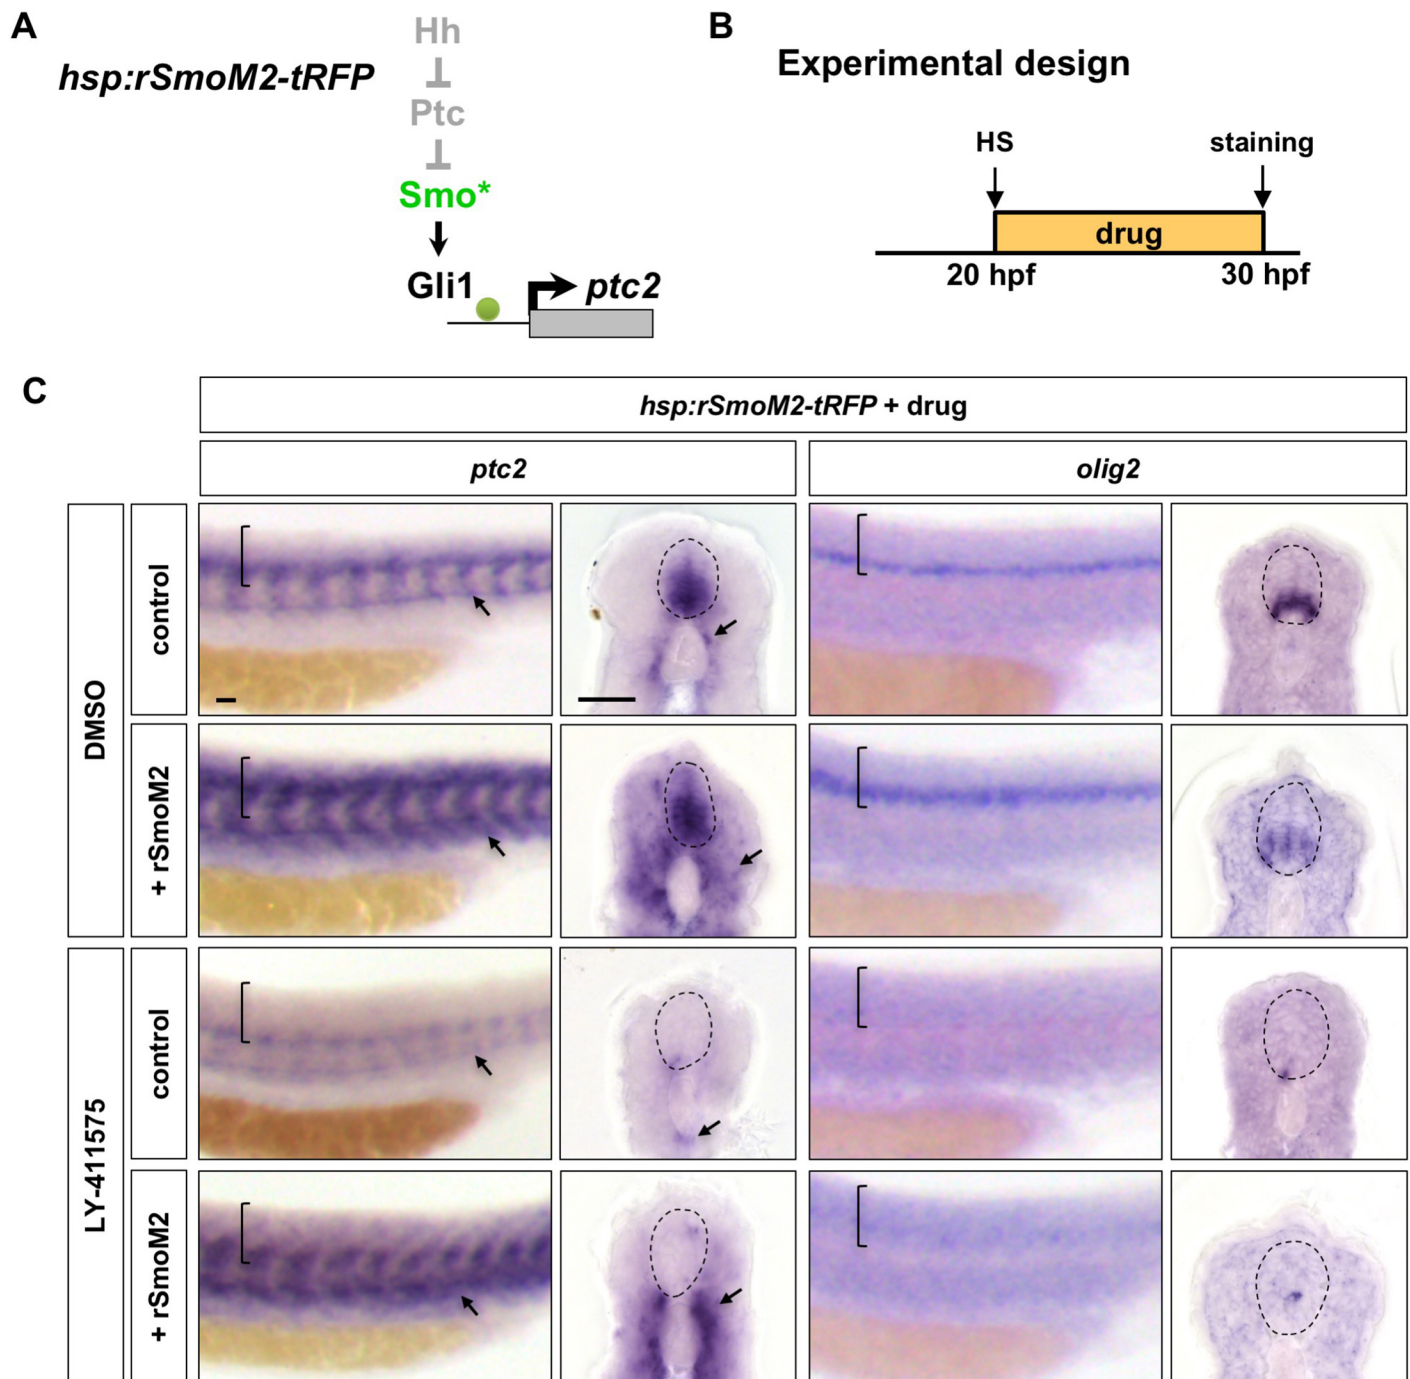 A
hsp:rSmoM2-tRFP
Hh
Ptc
Smo*
Gli1
ptc2
B
Experimental design
HS
staining
drug
20 hpf
30 hpf
C
hsp:rSmoM2-tRFP + drug
ptc2
olig2
DMSO
control
+ rSmoM2
LY-411575
control
+ rSmoM2